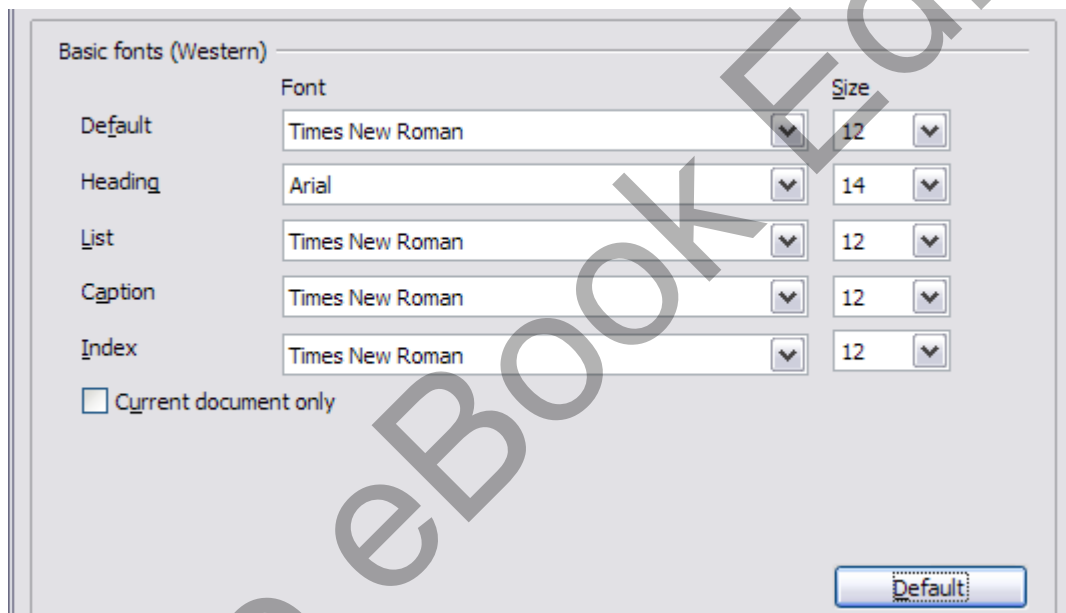 Basic fonts (Western)
Font Size
Default Times New Roman 12
Heading Arial 14
List Times New Roman 12
Caption Times New Roman 12
Index Times New Roman 12
Current document only
Default
eBook